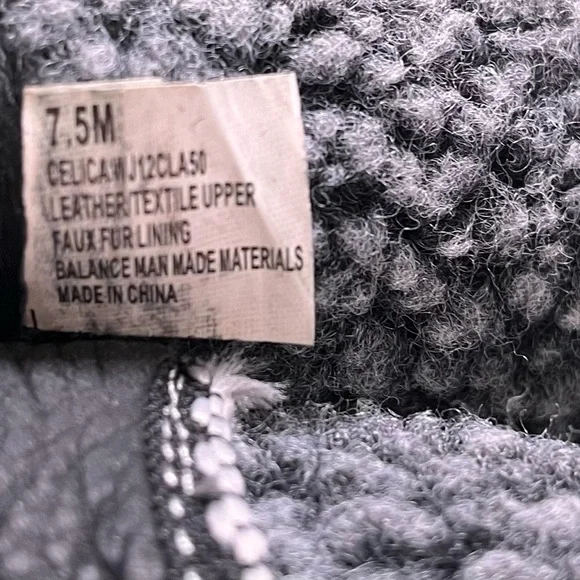 7.5M
CELICA WJ12CLA50
LEATHER/TEXTILE UPPER
FAUX FUR LINING
BALANCE MAN MADE MATERIALS
MADE IN CHINA